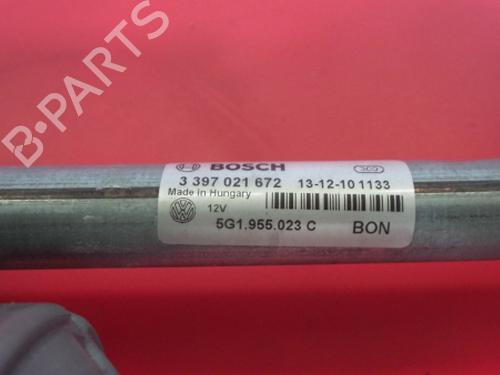 BOSCH
3 397 021 672 13-12-10 1133
Made in Hungary
12V
5G1.955.023 C BON
B-PARTS